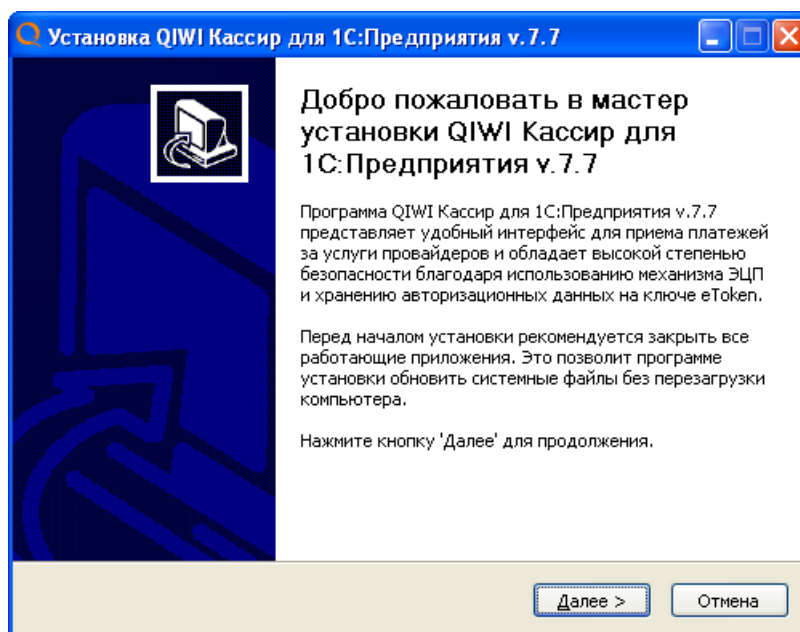 Установка QIWI Кассир для 1С:Предприятия v.7.7
Добро пожаловать в мастер
установки QIWI Кассир для
1С:Предприятия v.7.7
Программа QIWI Кассир для 1С:Предприятия v.7.7
представляет удобный интерфейс для приема платежей
за услуги провайдеров и обладает высокой степенью
безопасности благодаря использованию механизма ЭЦП
и хранению авторизационных данных на ключе eToken.
Перед началом установки рекомендуется закрыть все
работающие приложения. Это позволит программе
установки обновить системные файлы без перезагрузки
компьютера.
Нажмите кнопку 'Далее' для продолжения.
Далее >
Отмена